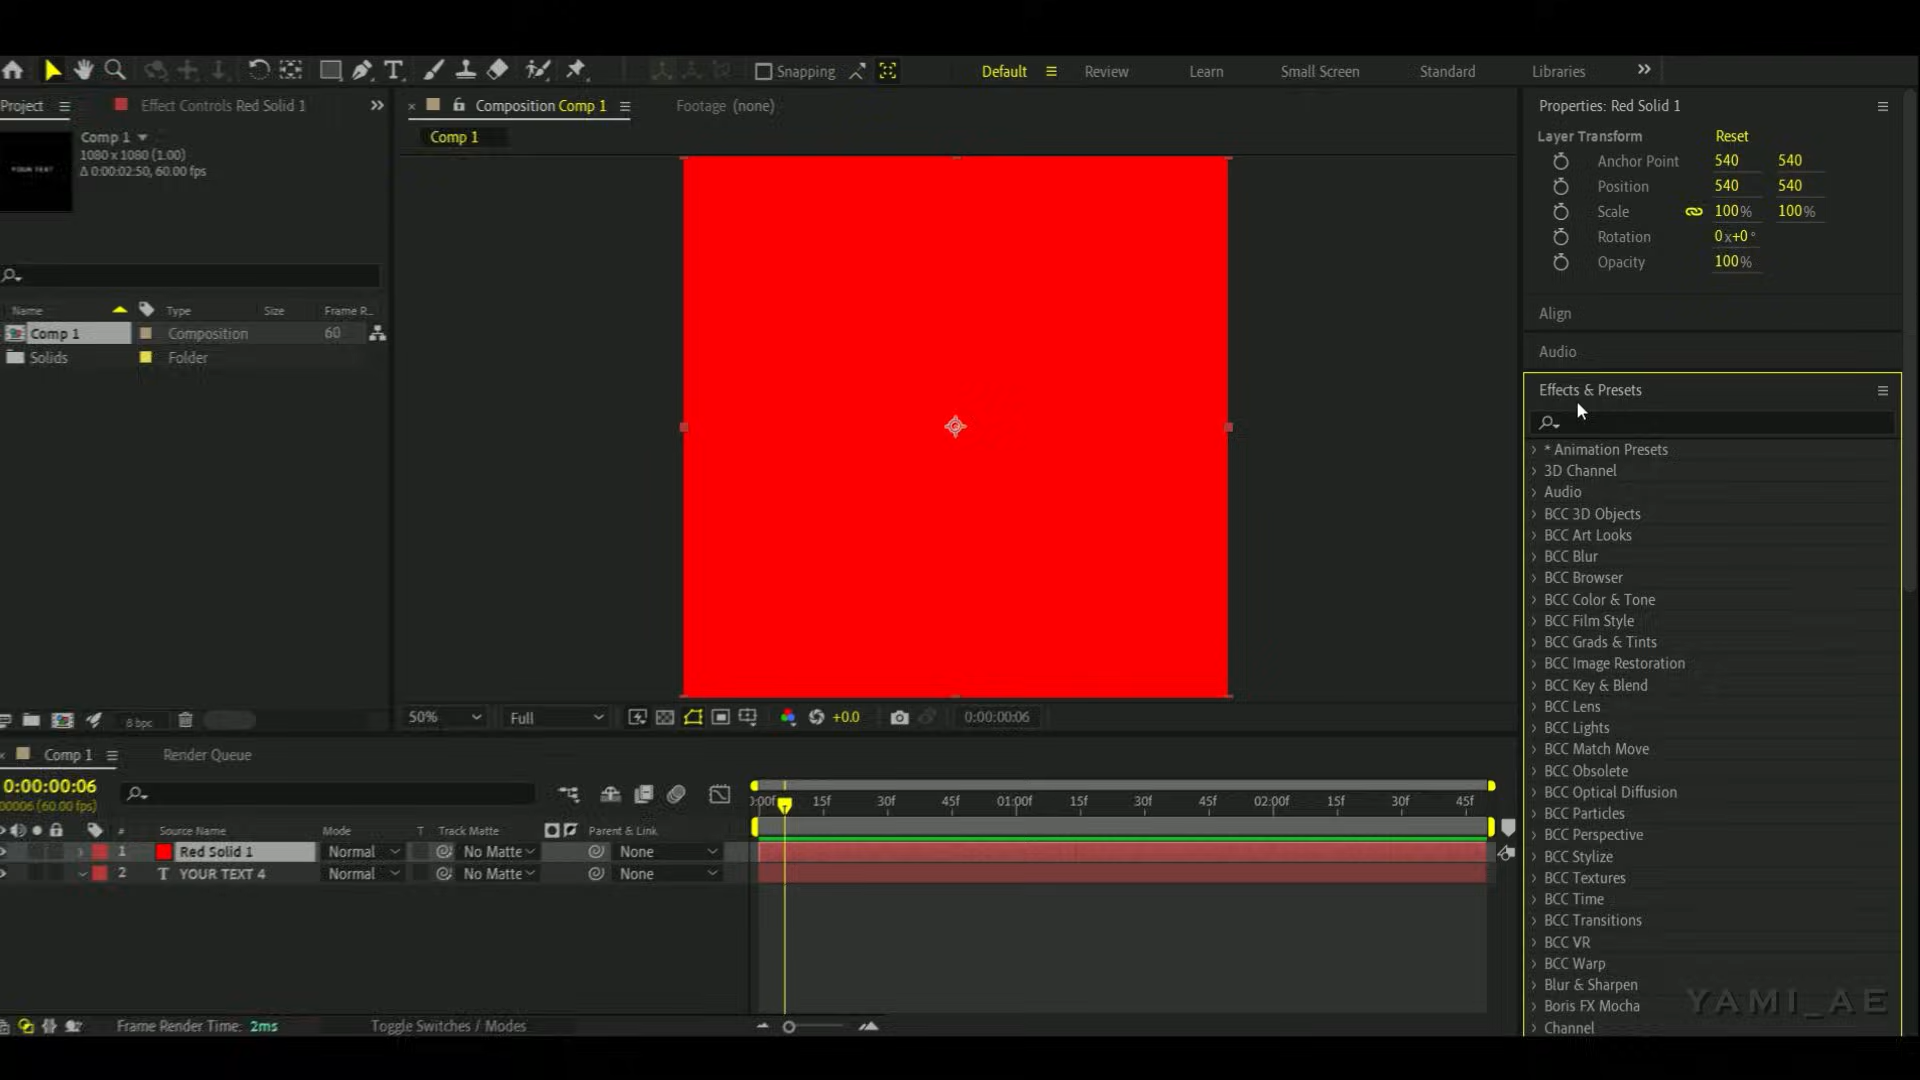 Snapping
Default
Review
Learn
Small Screen
Standard
Libraries
Project
Effect Controls Red Solid 1
Composition Comp 1
Footage (none)
Properties: Red Solid 1
Comp 1
1080 x 1080 (1.00)
Δ 0:00:02:50, 60.00 fps
YOUR TEXT
Comp 1
Layer Transform
Reset
Anchor Point 540 540
Position 540 540
Scale 100% 100%
Rotation 0x+0°
Opacity 100%
Align
Audio
Name Type Size Frame R...
Comp 1 Composition 60
Solids Folder
Effects & Presets
* Animation Presets
3D Channel
Audio
BCC 3D Objects
BCC Art Looks
BCC Blur
BCC Browser
BCC Color & Tone
BCC Film Style
BCC Grads & Tints
BCC Image Restoration
BCC Key & Blend
BCC Lens
BCC Lights
BCC Match Move
BCC Obsolete
BCC Optical Diffusion
BCC Particles
BCC Perspective
BCC Stylize
BCC Textures
BCC Time
BCC Transitions
BCC VR
BCC Warp
Blur & Sharpen
Boris FX Mocha
Channel
8 bpc
50% Full +0.0 0:00:00:06
Comp 1 Render Queue
0:00:00:06
00006 (60.00 fps)
:00f 15f 30f 45f 01:00f 15f 30f 45f 02:00f 15f 30f 45f
# Source Name Mode T Track Matte Parent & Link
1 Red Solid 1 Normal No Matte None
2 T YOUR TEXT 4 Normal No Matte None
Frame Render Time: 2ms
Toggle Switches / Modes
YAMI_AE